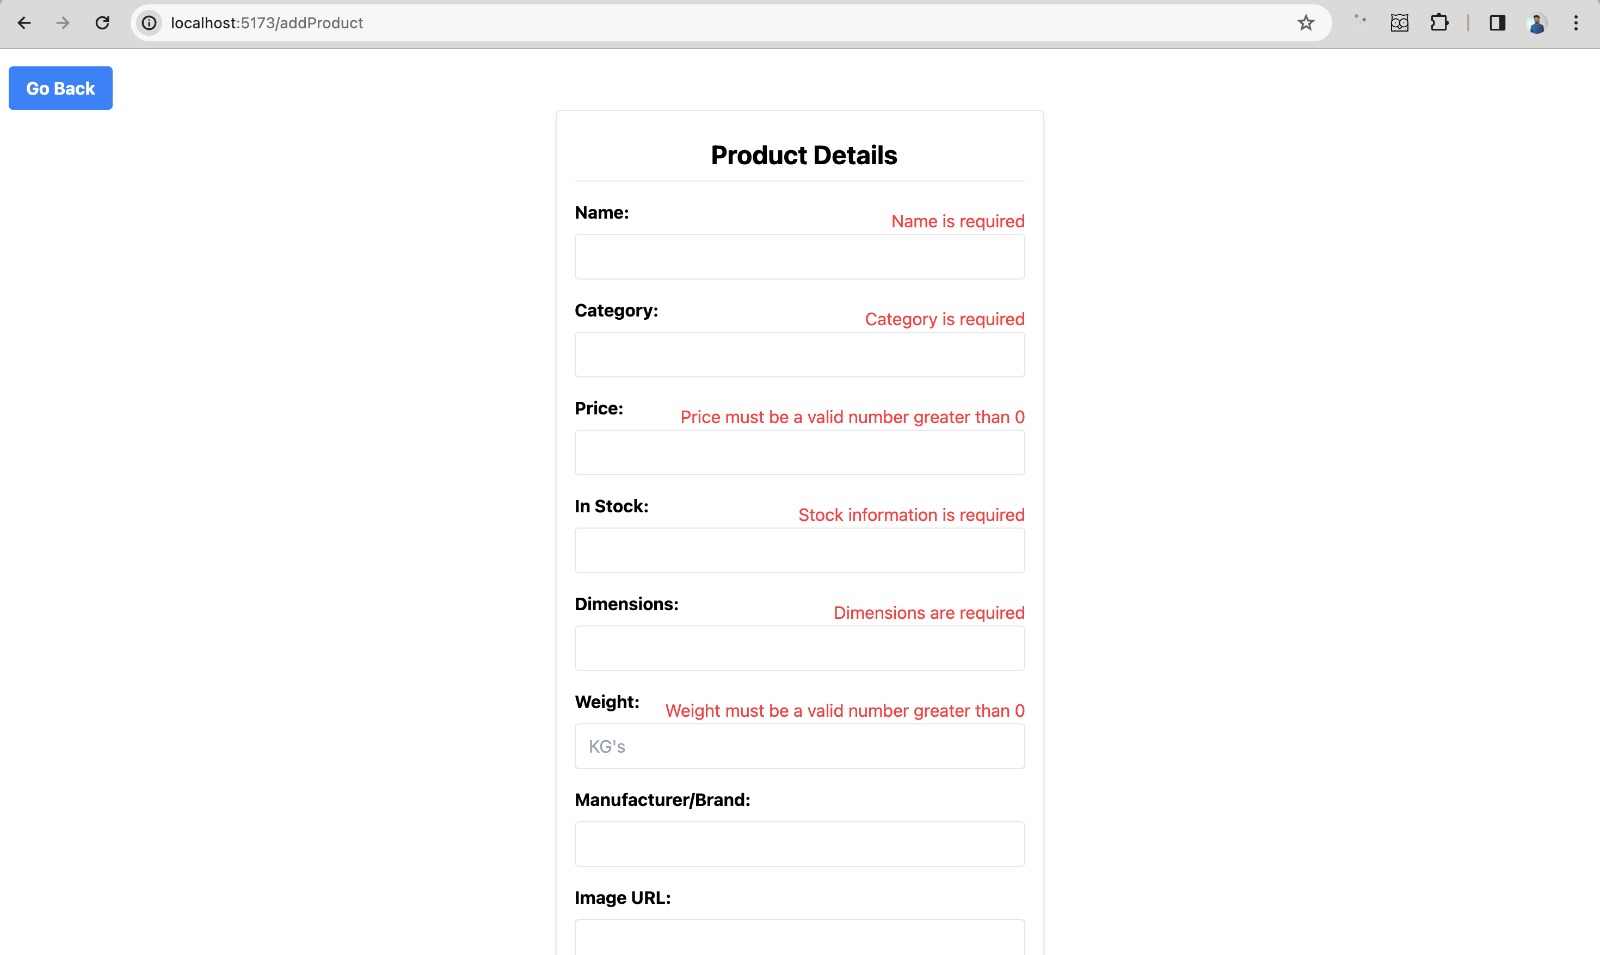 localhost:5173/addProduct
Go Back
Product Details
Name:
Name is required
Category:
Category is required
Price:
Price must be a valid number greater than 0
In Stock:
Stock information is required
Dimensions:
Dimensions are required
Weight:
Weight must be a valid number greater than 0
KG's
Manufacturer/Brand:
Image URL: